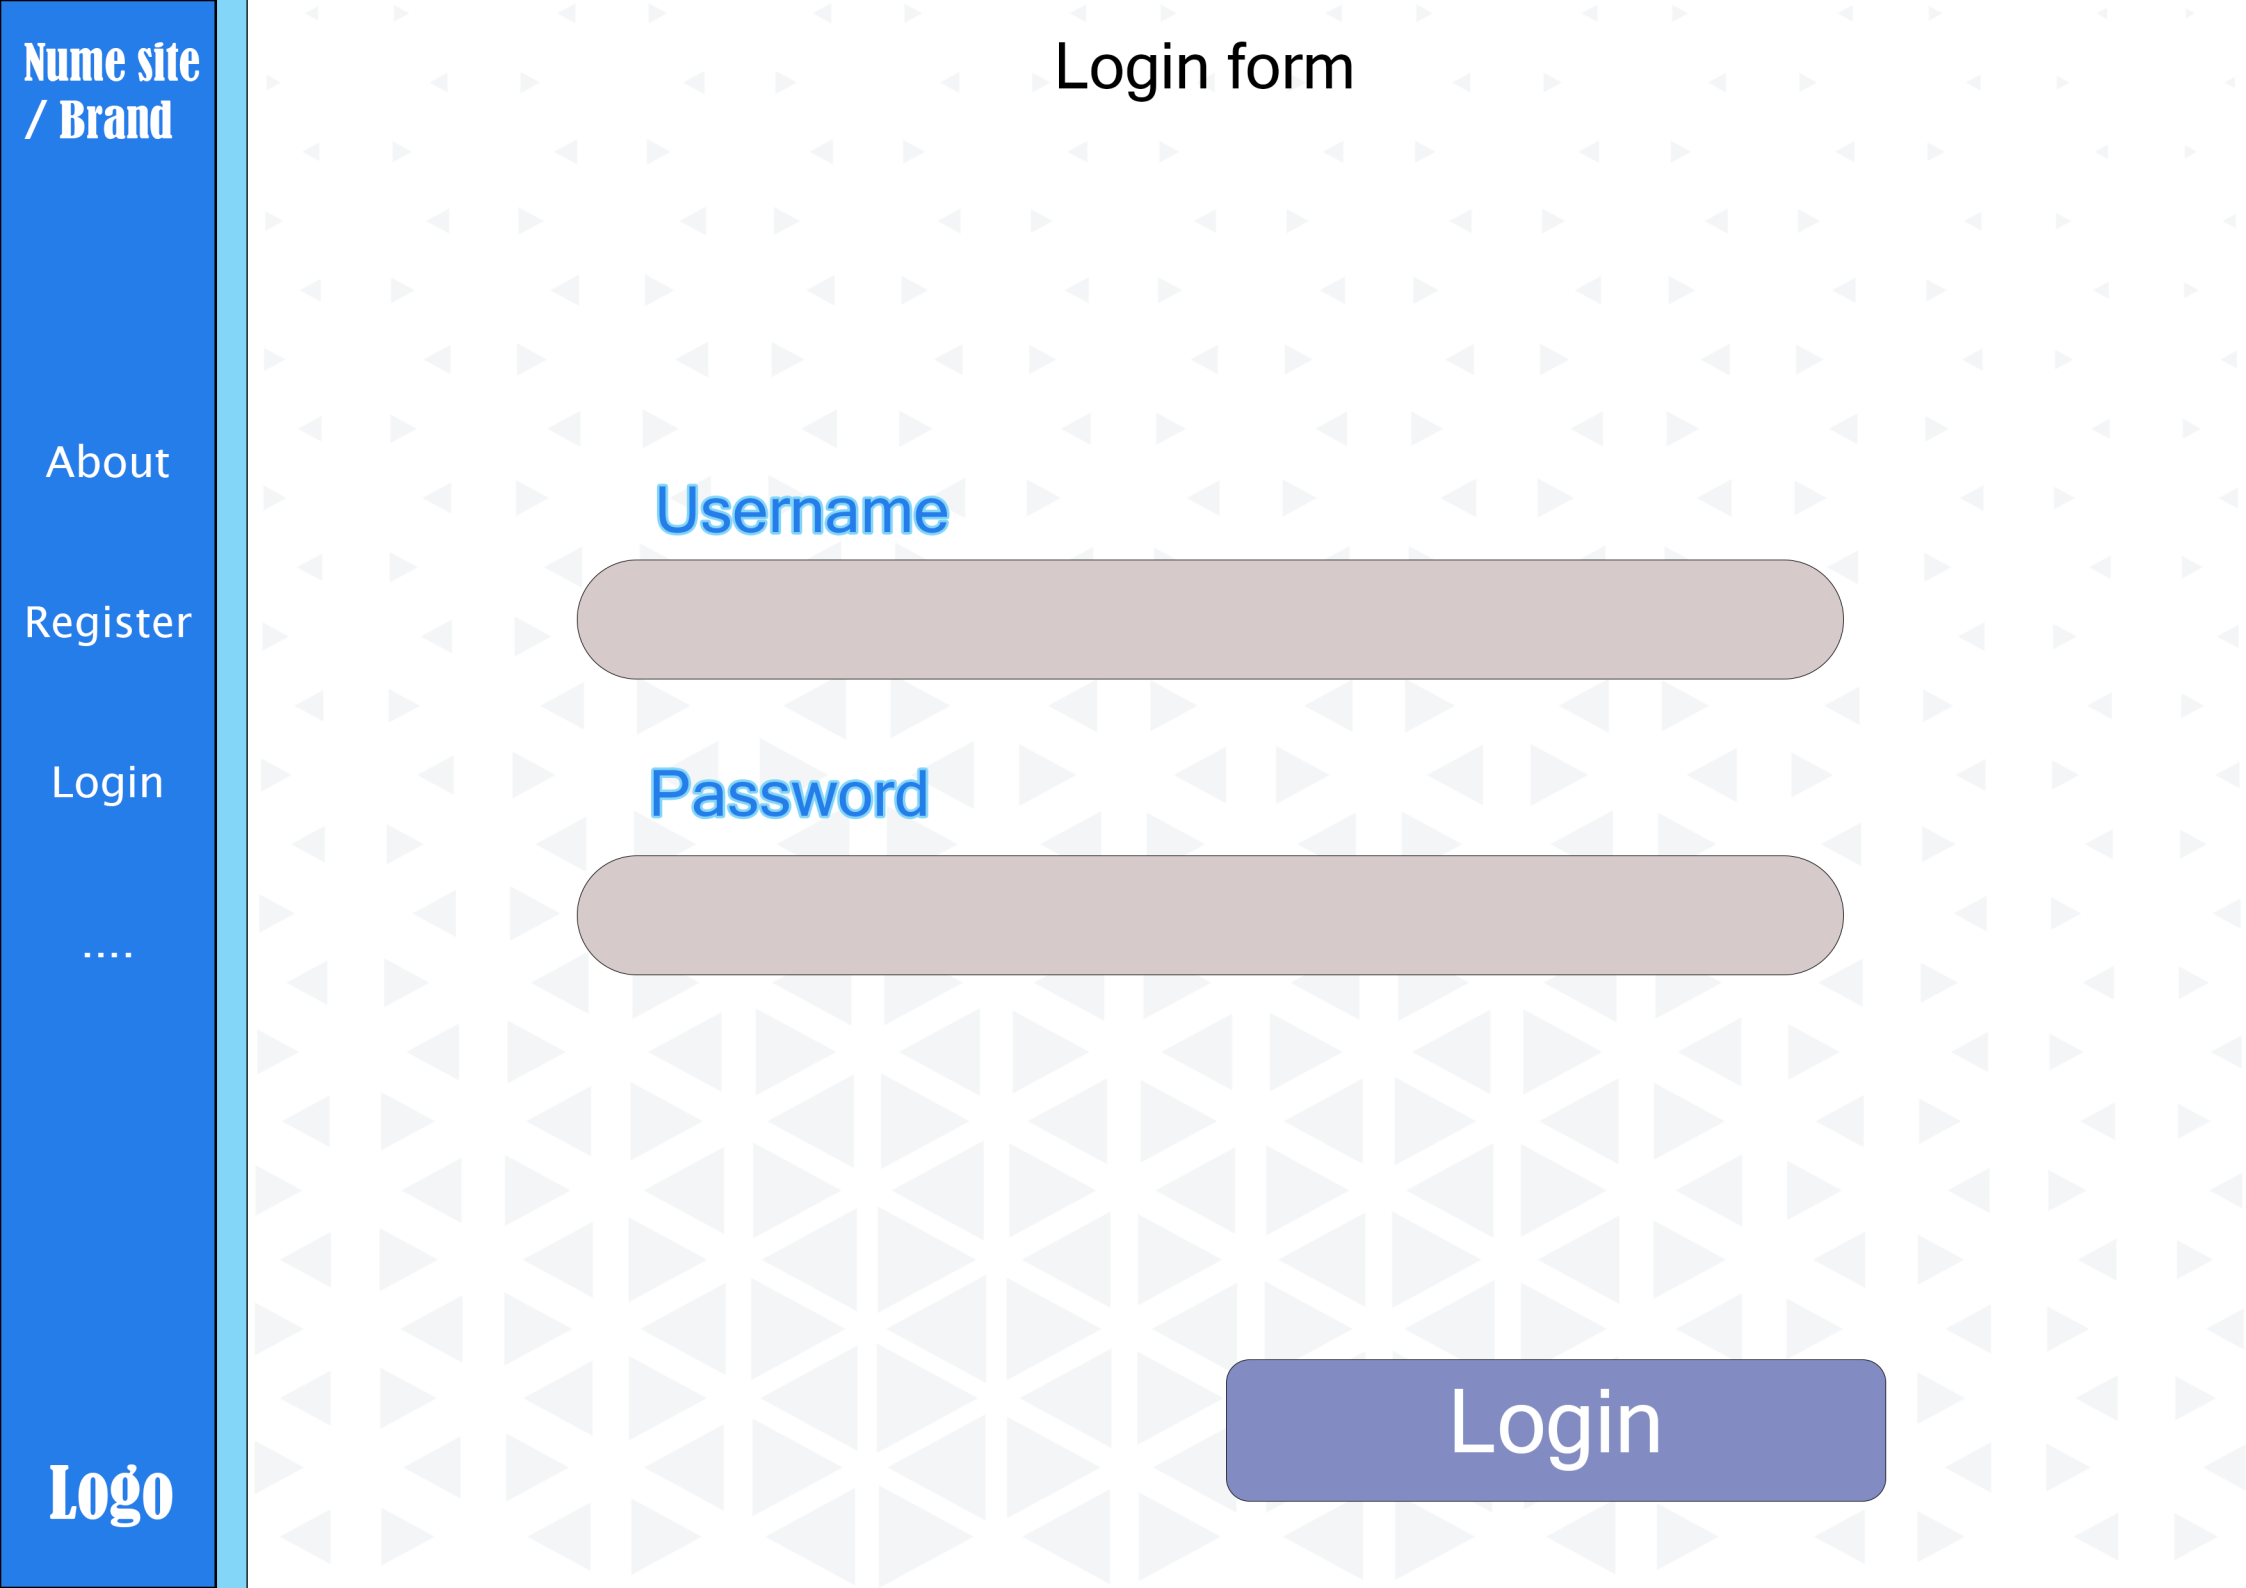 Nume site
/ Brand
About
Register
Login
....
Logo
Login form
Username
Password
Login